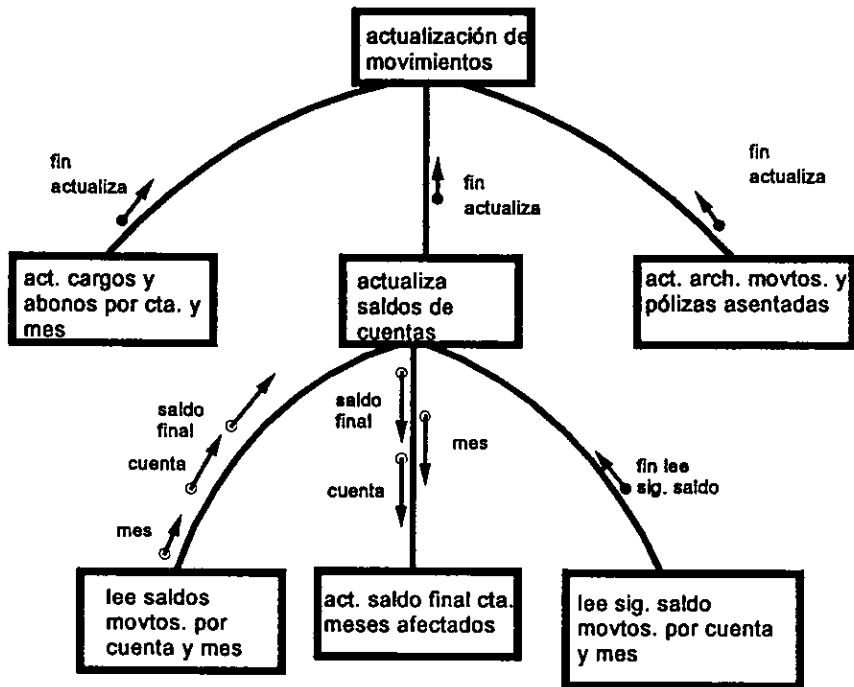 actualización de
movimientos
fin
actualiza
fin
actualiza
fin
actualiza
act. cargos y
abonos por cta. y
mes
actualiza
saldos de
cuentas
act. arch. movtos. y
pólizas asentadas
saldo
final
cuenta
mes
saldo
final
mes
cuenta
fin lee
sig. saldo
lee saldos
movtos. por
cuenta y mes
act. saldo final cta.
meses afectados
lee sig. saldo
movtos. por cuenta
y mes